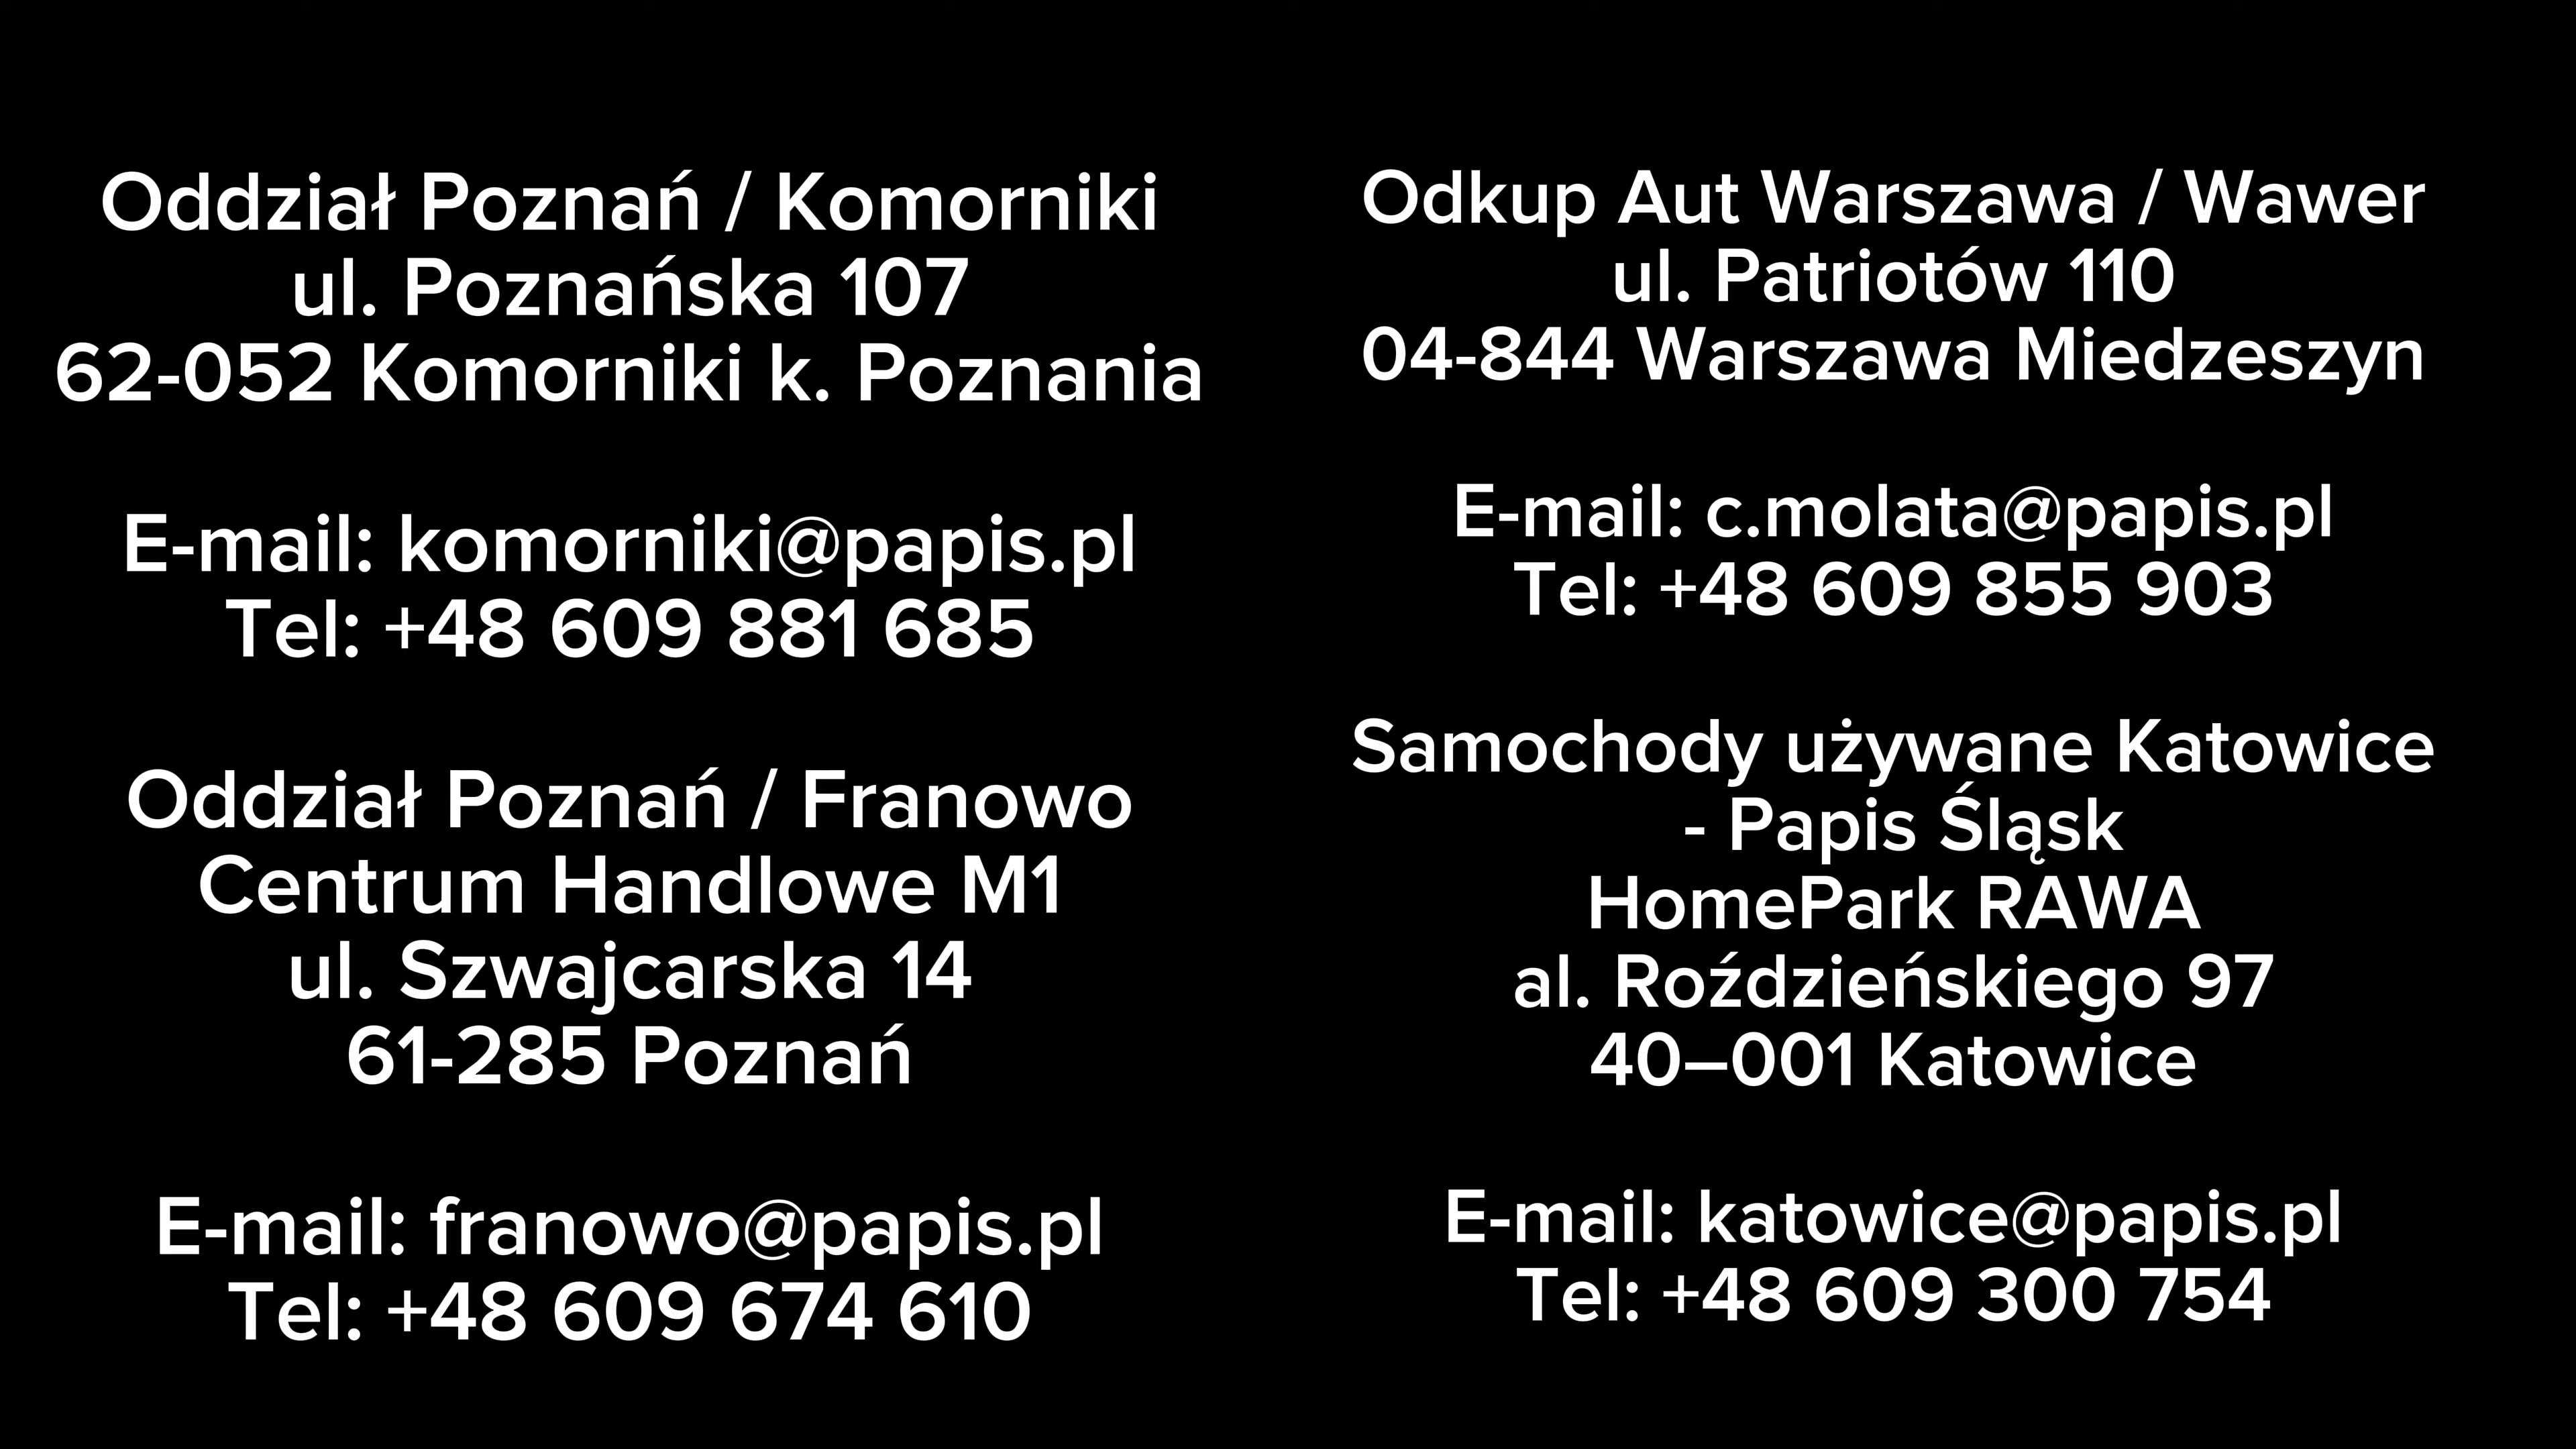 Oddział Poznań / Komorniki
ul. Poznańska 107
62-052 Komorniki k. Poznania
E-mail: komorniki@papis.pl
Tel: +48 609 881 685
Oddział Poznań / Franowo
Centrum Handlowe M1
ul. Szwajcarska 14
61-285 Poznań
E-mail: franowo@papis.pl
Tel: +48 609 674 610
Odkup Aut Warszawa / Wawer
ul. Patriotów 110
04-844 Warszawa Miedzeszyn
E-mail: c.molata@papis.pl
Tel: +48 609 855 903
Samochody używane Katowice
- Papis Śląsk
HomePark RAWA
al. Roździeńskiego 97
40–001 Katowice
E-mail: katowice@papis.pl
Tel: +48 609 300 754